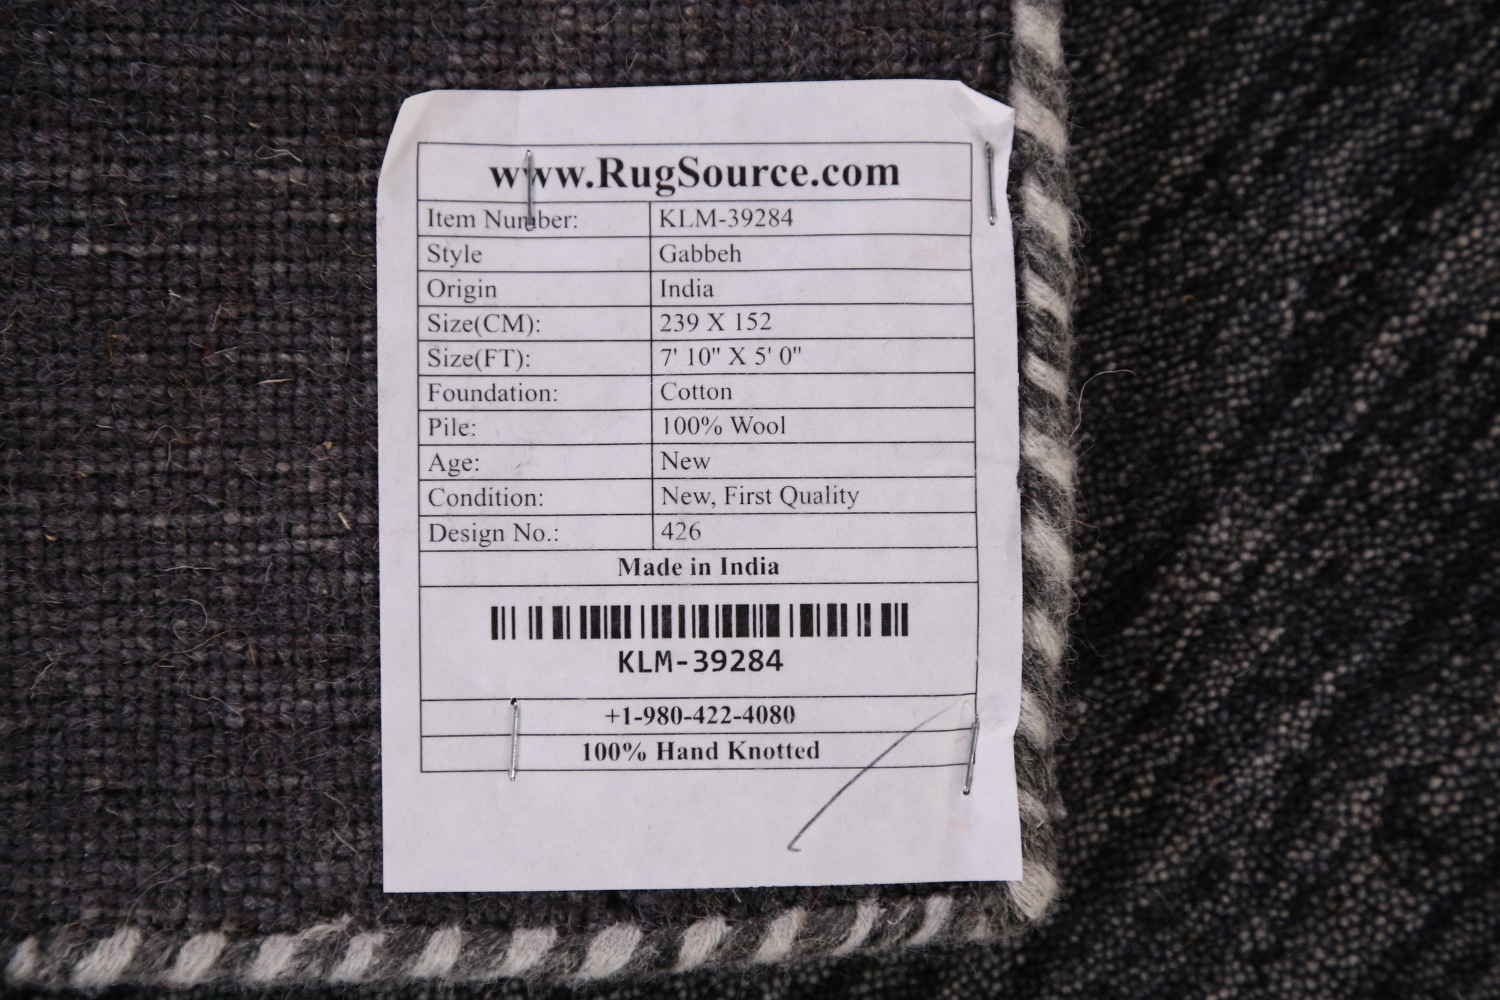 www.RugSource.com
Item Number: KLM-39284
Style Gabbeh
Origin India
Size(CM): 239 X 152
Size(FT): 7' 10" X 5' 0"
Foundation: Cotton
Pile: 100% Wool
Age: New
Condition: New, First Quality
Design No.: 426
Made in India
KLM-39284
+1-980-422-4080
100% Hand Knotted